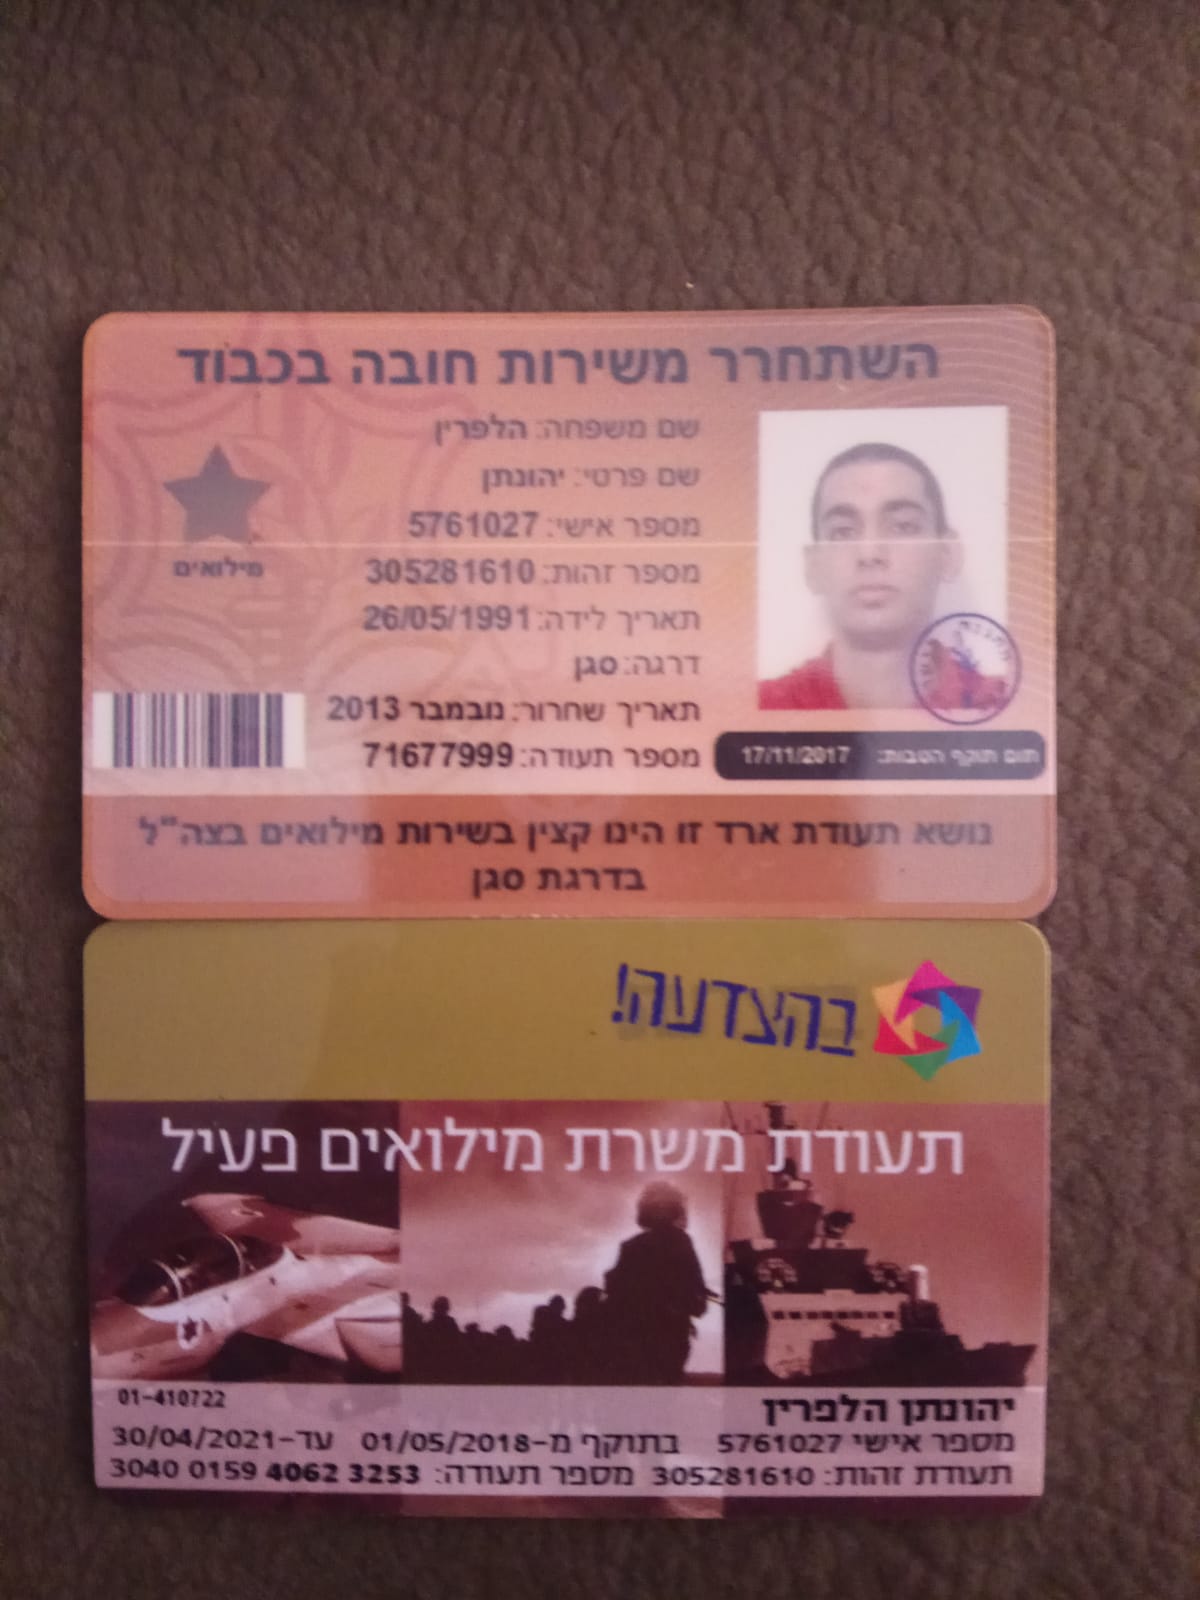 השתחרר משירות חובה בכבוד
שם משפחה: הלפרין
שם פרטי: יהונתן
מספר אישי: 5761027
מספר זהות: 305281610
תאריך לידה: 26/05/1991
דרגה: סגן
תאריך שחרור: נובמבר 2013
מספר תעודה: 71677999
מילואים
תום תוקף הטבות: 17/11/2017
נושא תעודת ארד זו הינו קצין בשירות מילואים בצה"ל
בדרגת סגן
בהצדעה!
תעודת משרת מילואים פעיל
01-410722
יהונתן הלפרין
מספר אישי 5761027 בתוקף מ-01/05/2018 עד-30/04/2021
תעודת זהות: 305281610 מספר תעודה: 3040 0159 4062 3253